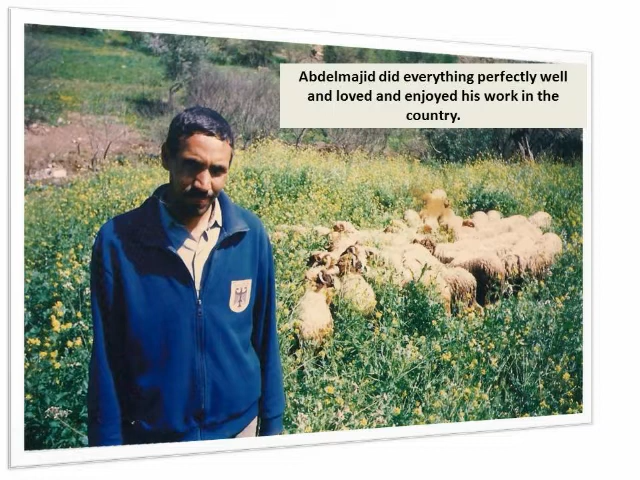 Abdelmajid did everything perfectly well
and loved and enjoyed his work in the
country.